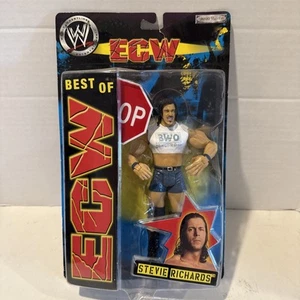 W
ECW
BEST OF
ECW
OP
BWO
STEVIE RICHARDS